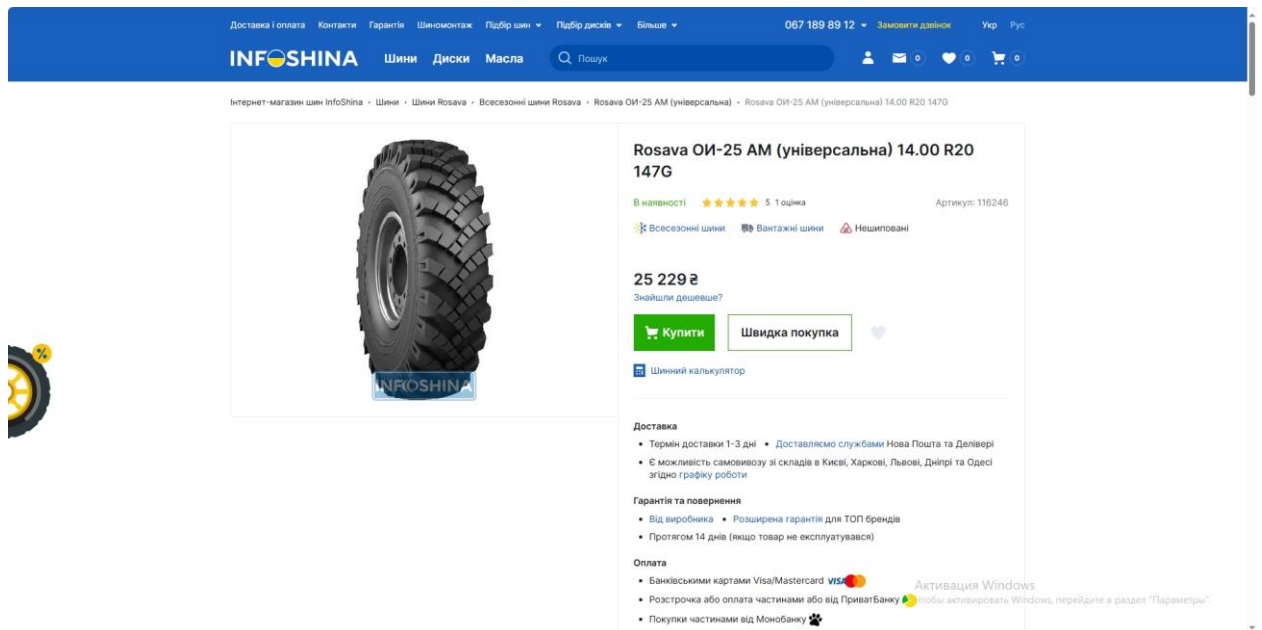 Доставка і оплата Контакти Гарантія Шиномонтаж Підбір шин Підбір дисків Більше 067 189 89 12 Замовити дзвінок Укр Рус
INFOSHINA Шини Диски Масла Пошук 0 0 0
Інтернет-магазин шин InfoShina • Шини • Шини Rosava • Всесезонні шини Rosava • Rosava ОИ-25 АМ (універсальна) • Rosava ОИ-25 АМ (універсальна) 14.00 R20 147G
Rosava ОИ-25 АМ (універсальна) 14.00 R20
147G
В наявності 5 1 оцінка Артикул: 116246
Всесезонні шини Вантажні шини Нешиповані
25 229 ₴
Знайшли дешевше?
Купити Швидка покупка
%
Шинний калькулятор
INFOSHINA
Доставка
• Термін доставки 1-3 дні • Доставляємо службами Нова Пошта та Делівері
• Є можливість самовивозу зі складів в Києві, Харкові, Львові, Дніпрі та Одесі
згідно графіку роботи
Гарантія та повернення
• Від виробника • Розширена гарантія для ТОП брендів
• Протягом 14 днів (якщо товар не експлуатувався)
Оплата
• Банківськими картами Visa/Mastercard VISA
• Розстрочка або оплата частинами або від ПриватБанку
• Покупки частинами від Монобанку
Активация Windows
Чтобы активировать Windows, перейдите в раздел "Параметры".